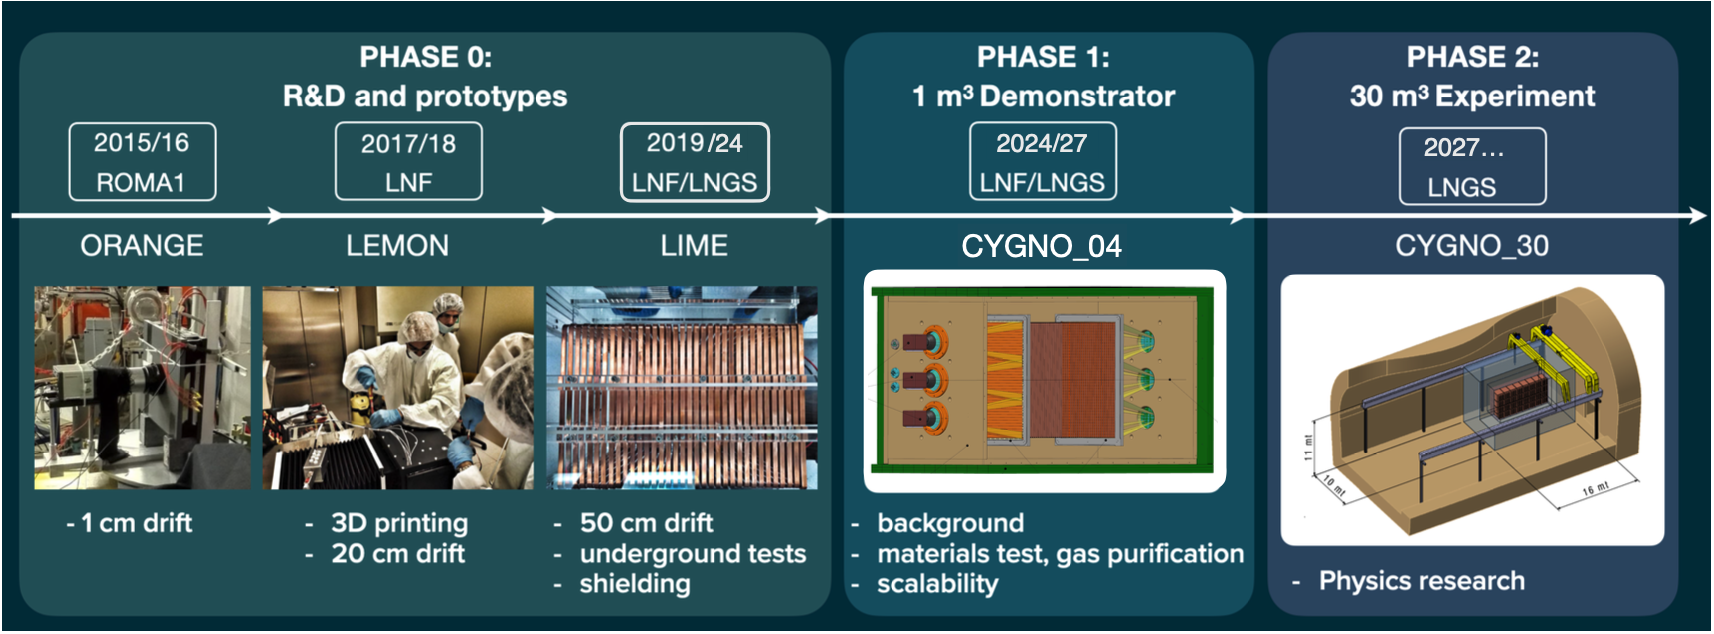 PHASE 0:
R&D and prototypes
2015/16
ROMA1
2017/18
LNF
2019/24
LNF/LNGS
ORANGE
LEMON
LIME
- 1 cm drift
- 3D printing
- 20 cm drift
- 50 cm drift
- underground tests
- shielding
PHASE 1:
1 m³ Demonstrator
2024/27
LNF/LNGS
CYGNO_04
- background
- materials test, gas purification
- scalability
PHASE 2:
30 m³ Experiment
2027...
LNGS
CYGNO_30
11 mt
10 mt
16 mt
- Physics research